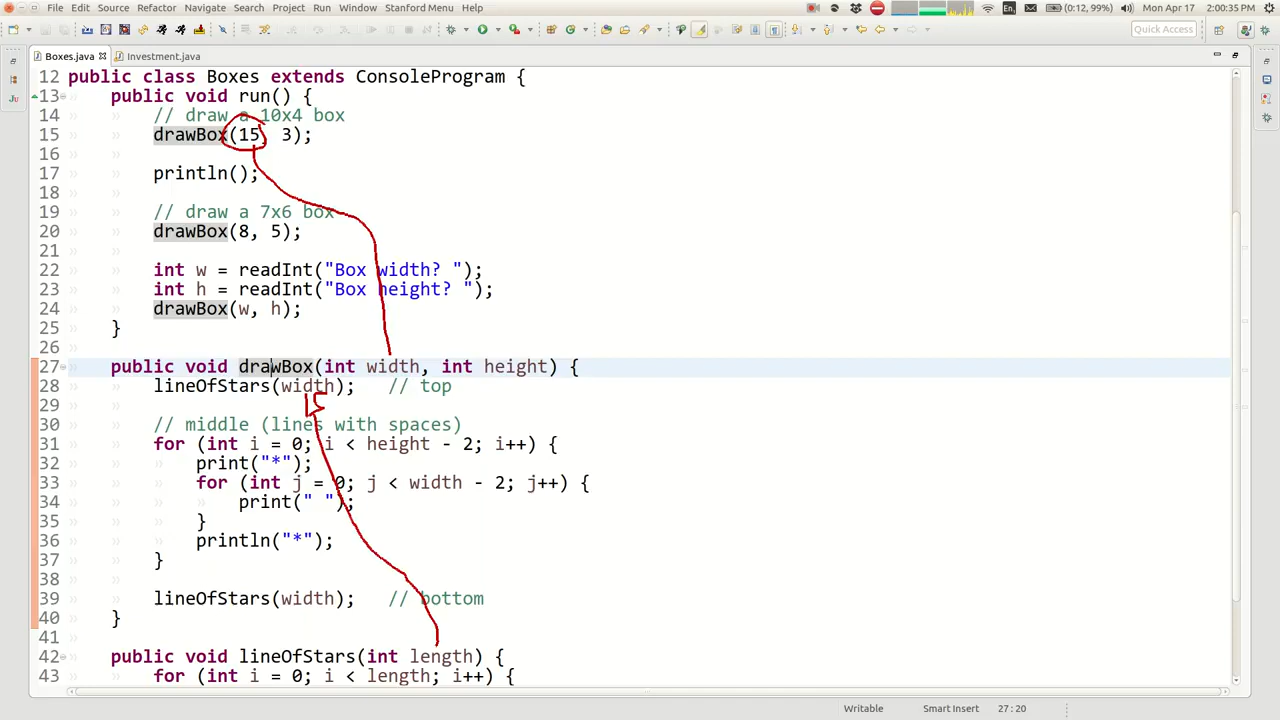 File Edit Source Refactor Navigate Search Project Run Window Stanford Menu Help En (0:12, 99%) Mon Apr 17 2:00:35 PM
Quick Access
Boxes.java Investment.java
12 public class Boxes extends ConsoleProgram {
13 public void run() {
14 // draw a 10x4 box
15 drawBox(15, 3);
16
17 println();
18
19 // draw a 7x6 box
20 drawBox(8, 5);
21
22 int w = readInt("Box width? ");
23 int h = readInt("Box height? ");
24 drawBox(w, h);
25 }
26
27 public void drawBox(int width, int height) {
28 lineOfStars(width); // top
29
30 // middle (lines with spaces)
31 for (int i = 0; i < height - 2; i++) {
32 print("*");
33 for (int j = 0; j < width - 2; j++) {
34 print(" ");
35 }
36 println("*");
37 }
38
39 lineOfStars(width); // bottom
40 }
41
42 public void lineOfStars(int length) {
43 for (int i = 0; i < length; i++) {
Writable Smart Insert 27 : 20